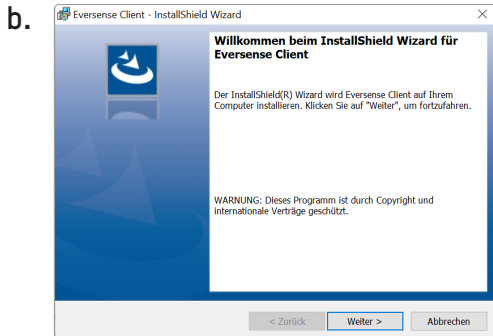 b.
Eversense Client - InstallShield Wizard
Willkommen beim InstallShield Wizard für
Eversense Client
Der InstallShield(R) Wizard wird Eversense Client auf Ihrem
Computer installieren. Klicken Sie auf "Weiter", um fortzufahren.
WARNUNG: Dieses Programm ist durch Copyright und
internationale Verträge geschützt.
< Zurück Weiter > Abbrechen